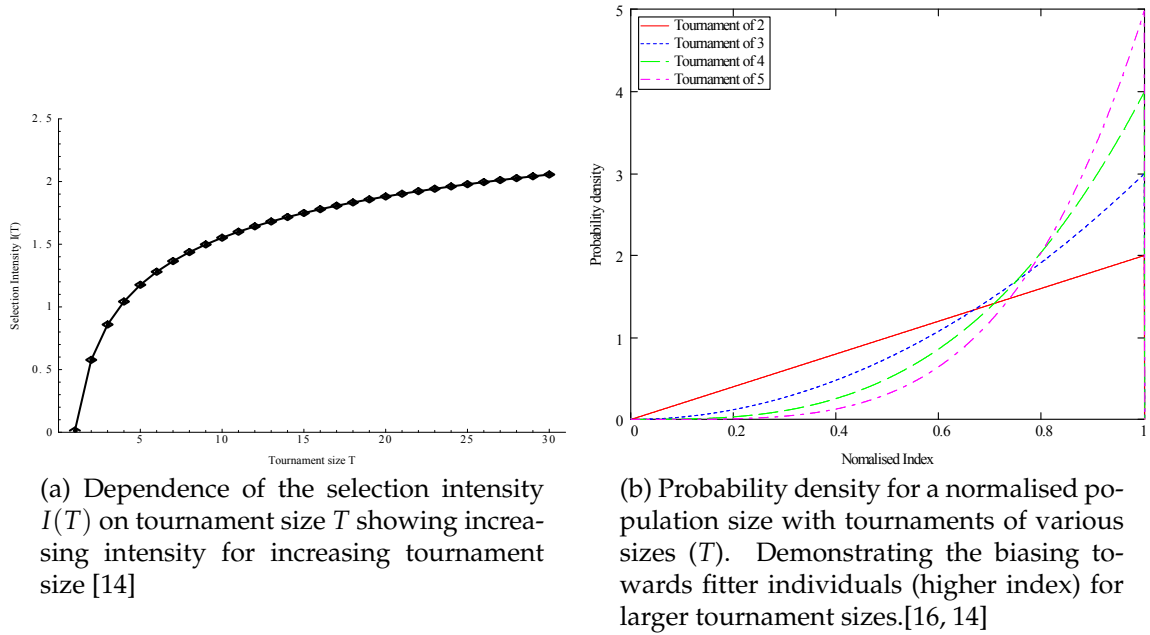 2. 5
2
1. 5
1
0. 5
0
5
10
15
20
25
30
Selection Intensity I(T)
Tournament size T
(a) Dependence of the selection intensity
I(T) on tournament size T showing increa-
sing intensity for increasing tournament
size [14]
Tournament of 2
Tournament of 3
Tournament of 4
Tournament of 5
5
4
3
2
1
0
0
0.2
0.4
0.6
0.8
1
Probability density
Nomalised Index
(b) Probability density for a normalised po-
pulation size with tournaments of various
sizes (T). Demonstrating the biasing to-
wards fitter individuals (higher index) for
larger tournament sizes.[16, 14]